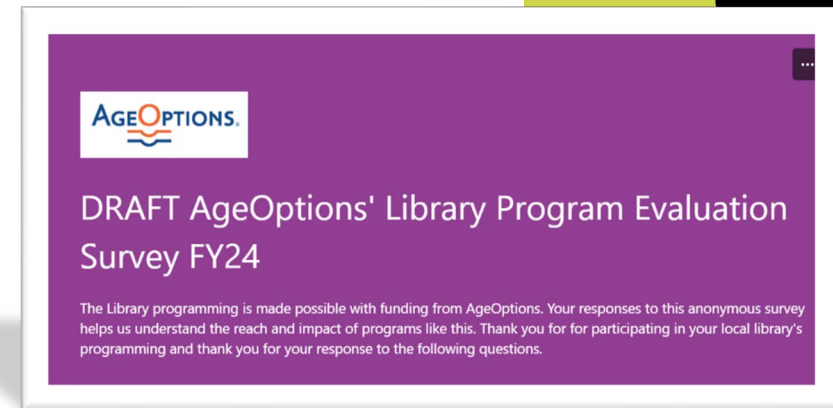 ...
AGEOPTIONS.
DRAFT AgeOptions' Library Program Evaluation
Survey FY24
The Library programming is made possible with funding from AgeOptions. Your responses to this anonymous survey
helps us understand the reach and impact of programs like this. Thank you for for participating in your local library's
programming and thank you for your response to the following questions.